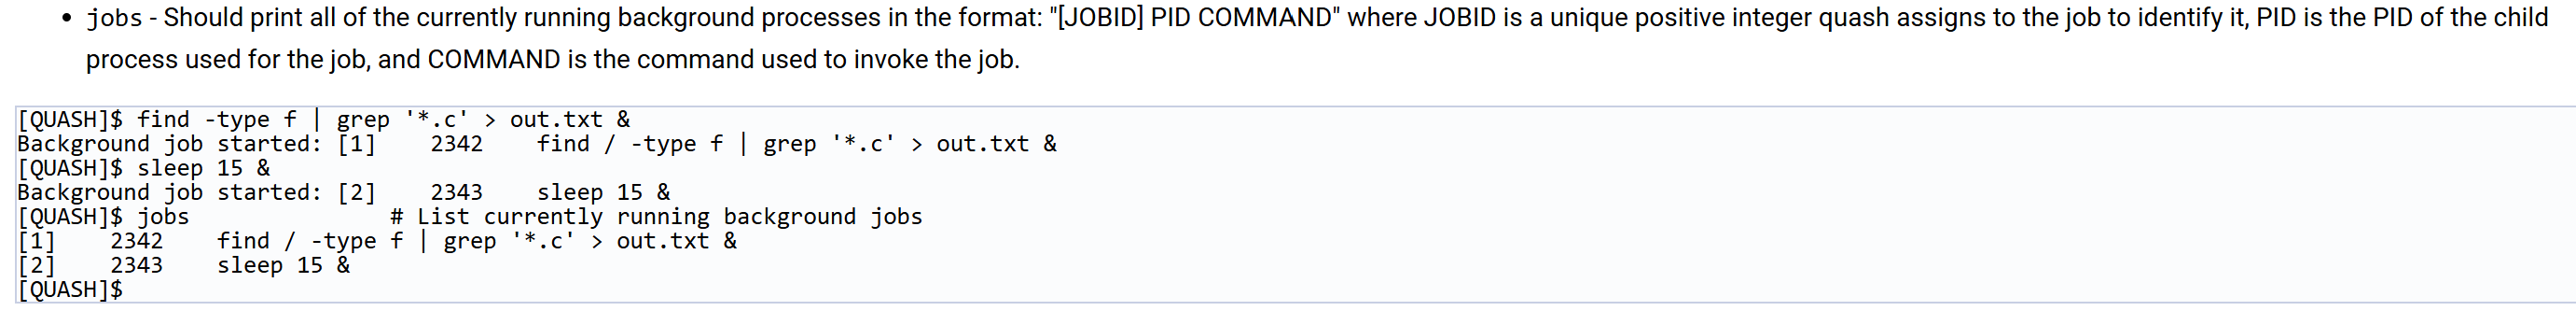 • jobs - Should print all of the currently running background processes in the format: "[JOBID] PID COMMAND" where JOBID is a unique positive integer quash assigns to the job to identify it, PID is the PID of the child
process used for the job, and COMMAND is the command used to invoke the job.
[QUASH]$ find -type f | grep '*.c' > out.txt &
Background job started: [1]    2342    find / -type f | grep '*.c' > out.txt &
[QUASH]$ sleep 15 &
Background job started: [2]    2343    sleep 15 &
[QUASH]$ jobs               # List currently running background jobs
[1]    2342    find / -type f | grep '*.c' > out.txt &
[2]    2343    sleep 15 &
[QUASH]$